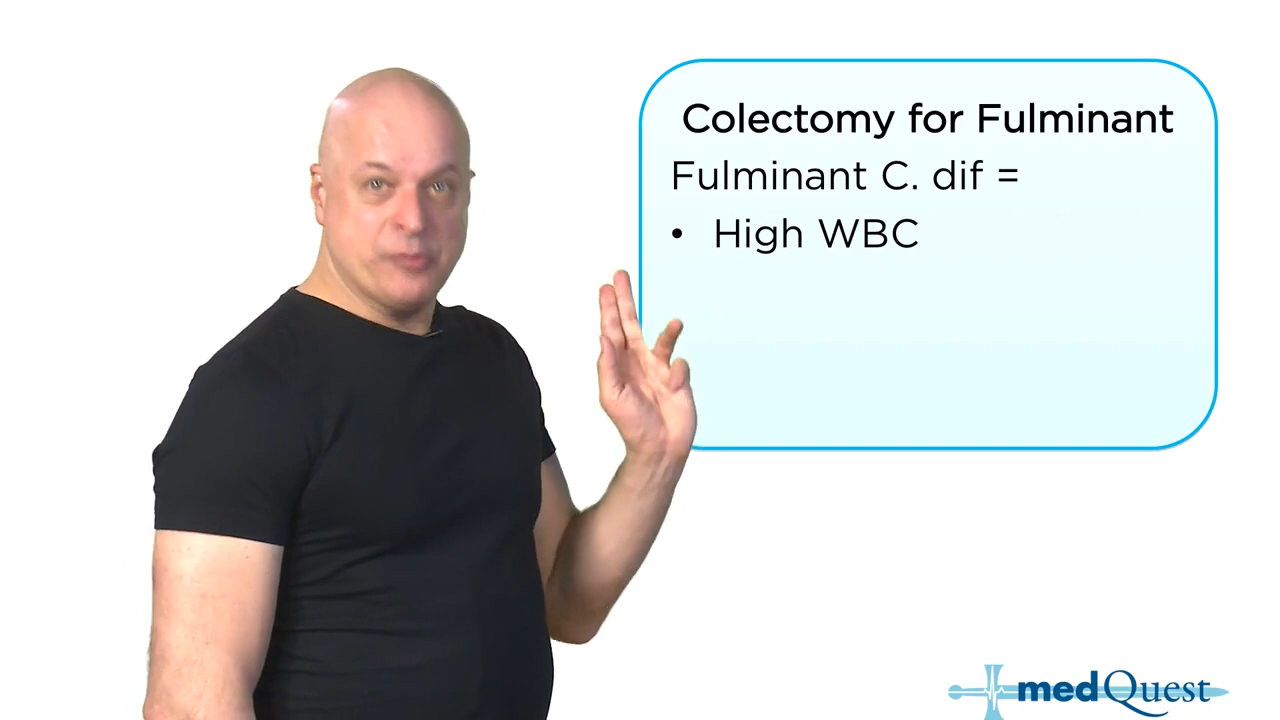 Colectomy for Fulminant
Fulminant C. dif =
• High WBC
medQuest